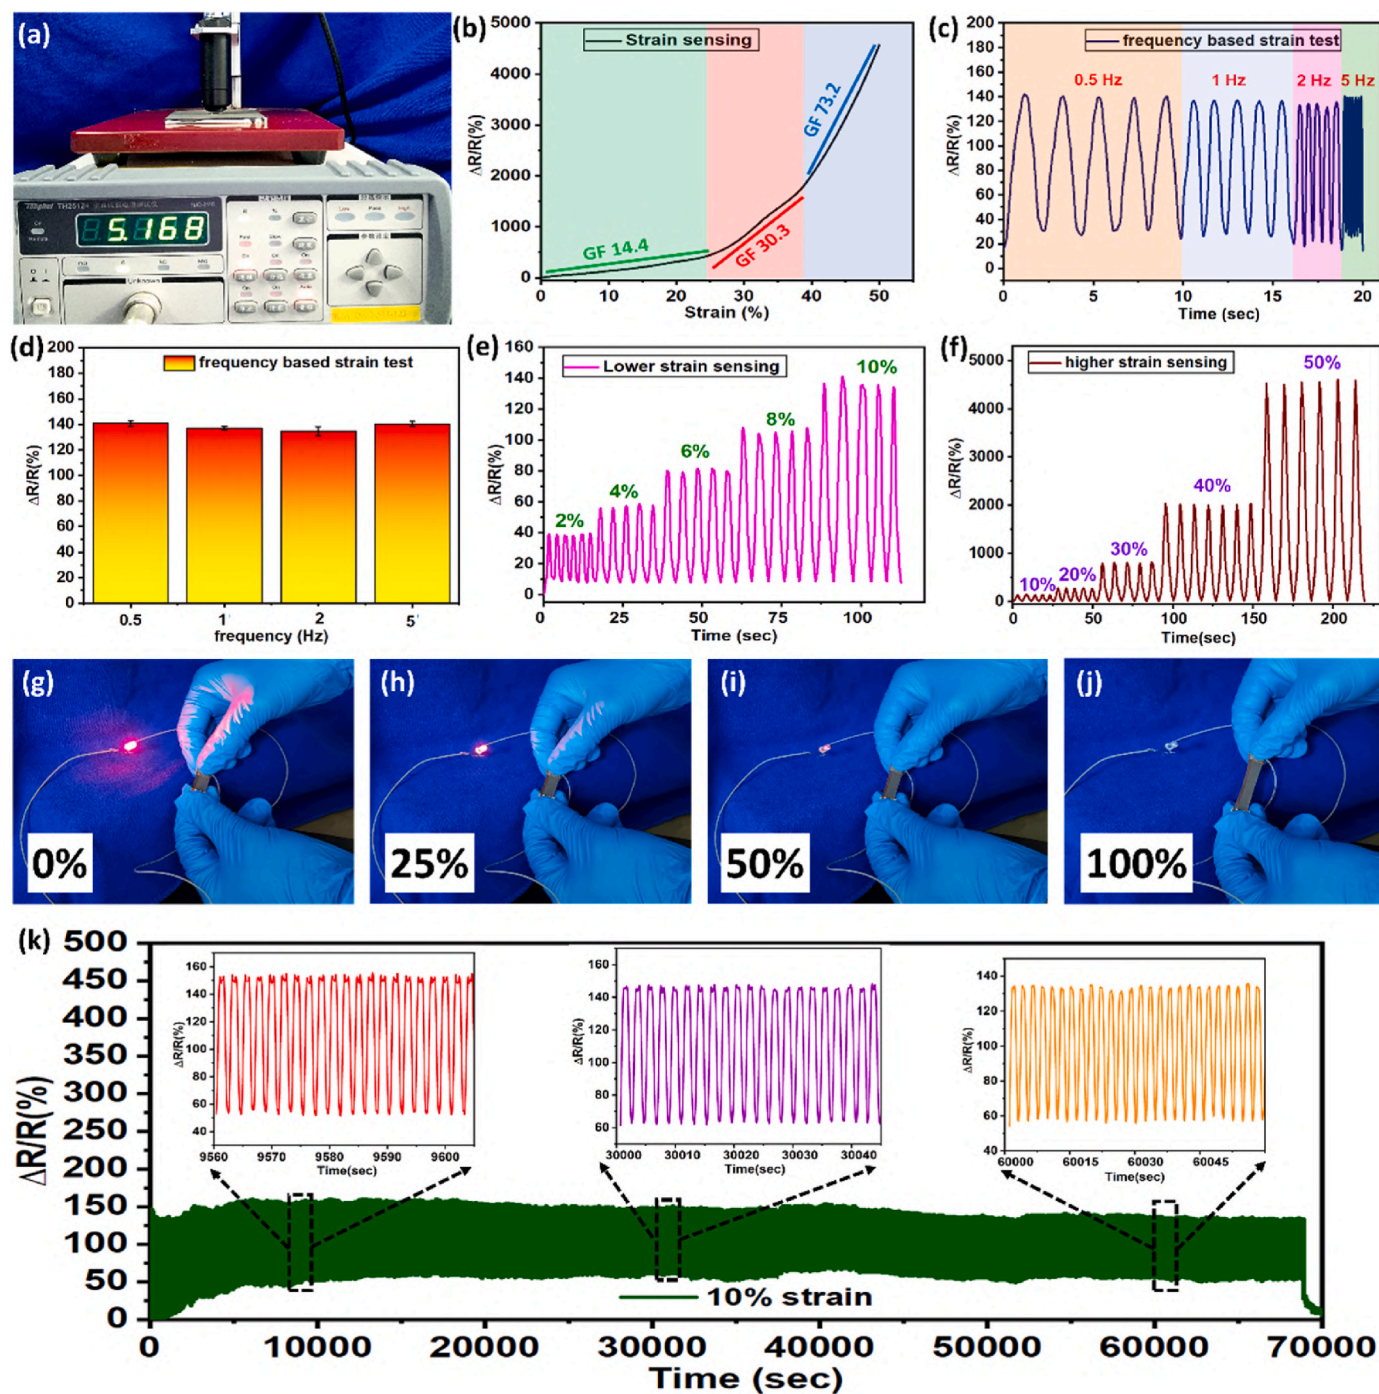 (a)
TH2512+
5.168
Unknown
(b)
ΔR/R(%)
5000
4000
3000
2000
1000
0
Strain sensing
GF 14.4
GF 30.3
GF 73.2
0 10 20 30 40 50
Strain (%)
(c)
ΔR/R(%)
200
180
160
140
120
100
80
60
40
20
0
frequency based strain test
0.5 Hz
1 Hz
2 Hz
5 Hz
0 5 10 15 20
Time (sec)
(d)
ΔR/R(%)
200
180
160
140
120
100
80
60
40
20
0
frequency based strain test
0.5 1 2 5
frequency (Hz)
(e)
ΔR/R(%)
160
140
120
100
80
60
40
20
0
Lower strain sensing
2%
4%
6%
8%
10%
0 25 50 75 100
Time (sec)
(f)
ΔR/R(%)
5000
4000
3000
2000
1000
0
higher strain sensing
10%
20%
30%
40%
50%
0 50 100 150 200
Time(sec)
(g)
0%
(h)
25%
(i)
50%
(j)
100%
(k)
ΔR/R(%)
500
450
400
350
300
250
200
150
100
50
0
ΔR/R(%)
160
140
120
100
80
60
40
9560 9570 9580 9590 9600
Time(sec)
ΔR/R(%)
160
140
120
100
80
60
30000 30010 30020 30030 30040
Time(sec)
ΔR/R(%)
140
120
100
80
60
40
60000 60015 60030 60045
Time(sec)
10% strain
0 10000 20000 30000 40000 50000 60000 70000
Time (sec)